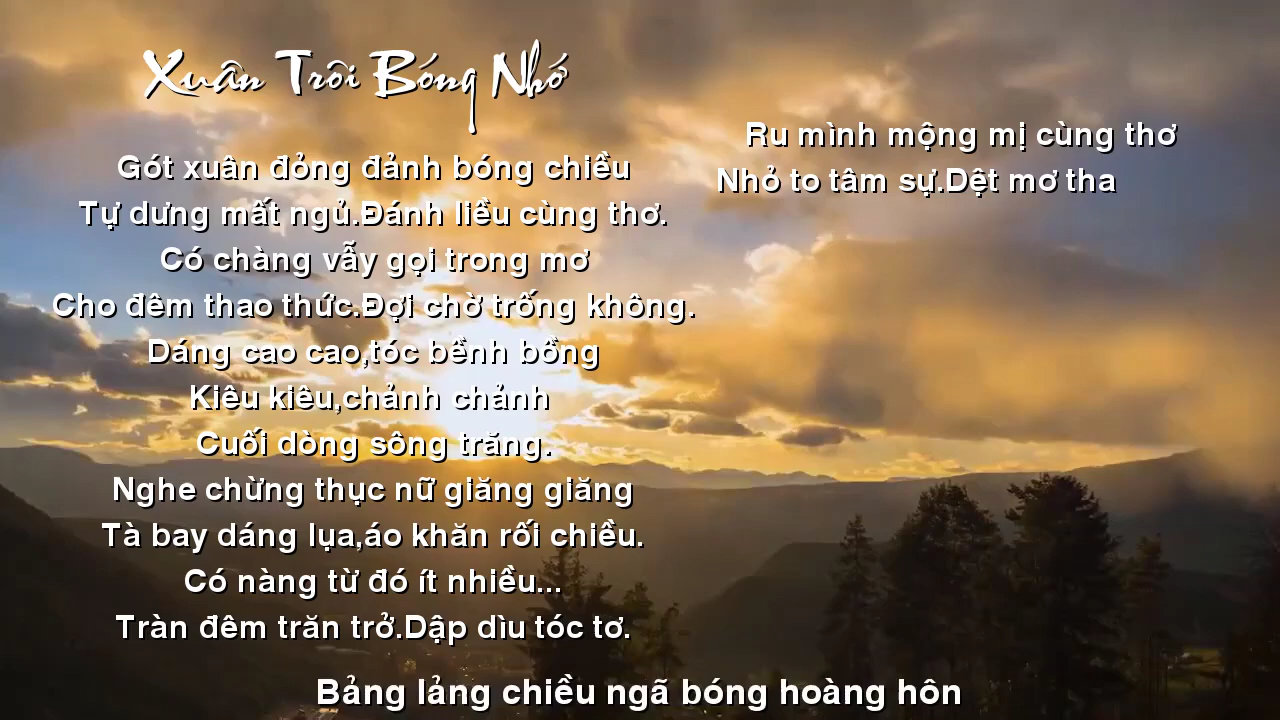 Xuân Trôi Bóng Nhớ
Gót xuân đỏng đảnh bóng chiều
Tự dưng mất ngủ.Đánh liều cùng thơ.
Có chàng vẫy gọi trong mơ
Cho đêm thao thức.Đợi chờ trống không.
Dáng cao cao,tóc bềnh bồng
Kiêu kiêu,chảnh chảnh
Cuối dòng sông trăng.
Nghe chừng thục nữ giăng giăng
Tà bay dáng lụa,áo khăn rối chiều.
Có nàng từ đó ít nhiều...
Tràn đêm trăn trở.Dập dìu tóc tơ.
Ru mình mộng mị cùng thơ
Nhỏ to tâm sự.Dệt mơ tha
Bảng lảng chiều ngã bóng hoàng hôn